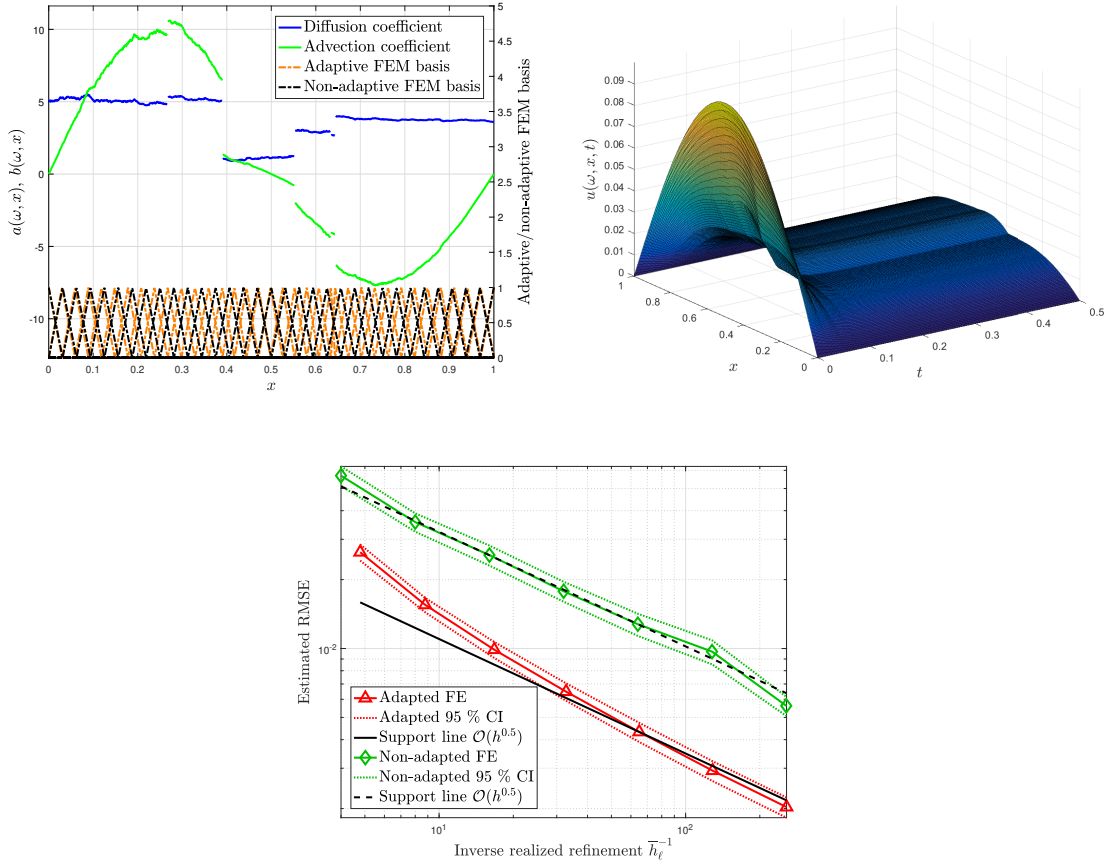 Diffusion coefficient
Advection coefficient
Adaptive FEM basis
Non-adaptive FEM basis
10
5
0
-5
-10
a(ω, x), b(ω, x)
5
4.5
4
3.5
3
2.5
2
1.5
1
0.5
0
Adaptive/non-adaptive FEM basis
0 0.1 0.2 0.3 0.4 0.5 0.6 0.7 0.8 0.9 1
x
0.09
0.08
0.07
0.06
0.05
0.04
0.03
0.02
0.01
0
u(ω, x, t)
1 0.8 0.6 0.4 0.2 0
x
0 0.1 0.2 0.3 0.4 0.5
t
Estimated RMSE
10⁻²
Adapted FE
Adapted 95 % CI
Support line 𝒪(h^0.5)
Non-adapted FE
Non-adapted 95 % CI
Support line 𝒪(h^0.5)
10¹ 10²
Inverse realized refinement h̅_ℓ⁻¹